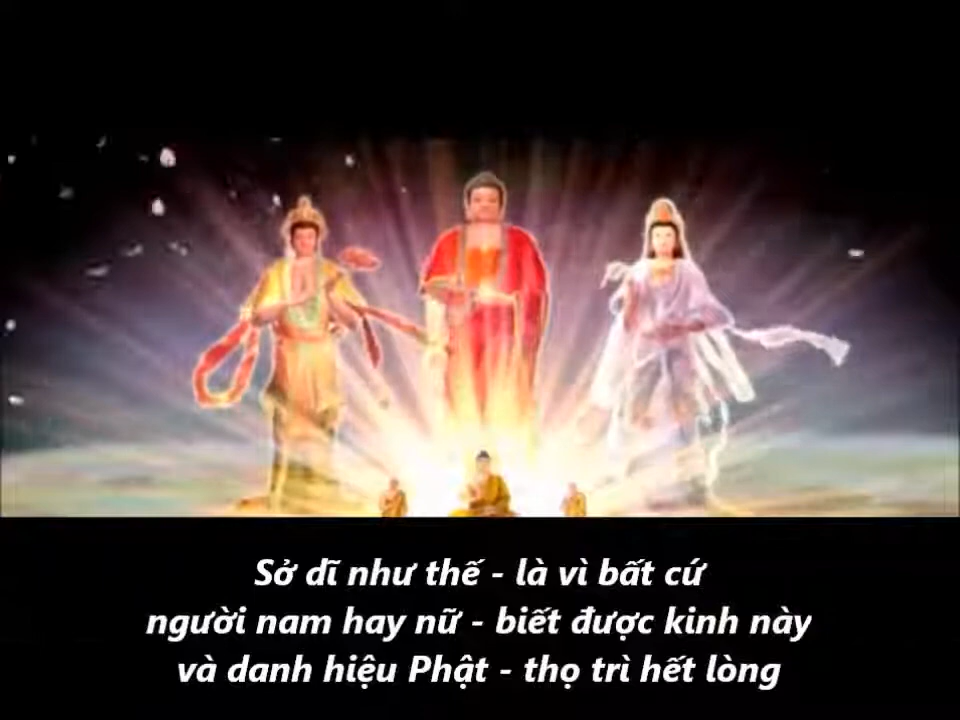 Sở dĩ như thế - là vì bất cứ
người nam hay nữ - biết được kinh này
và danh hiệu Phật - thọ trì hết lòng